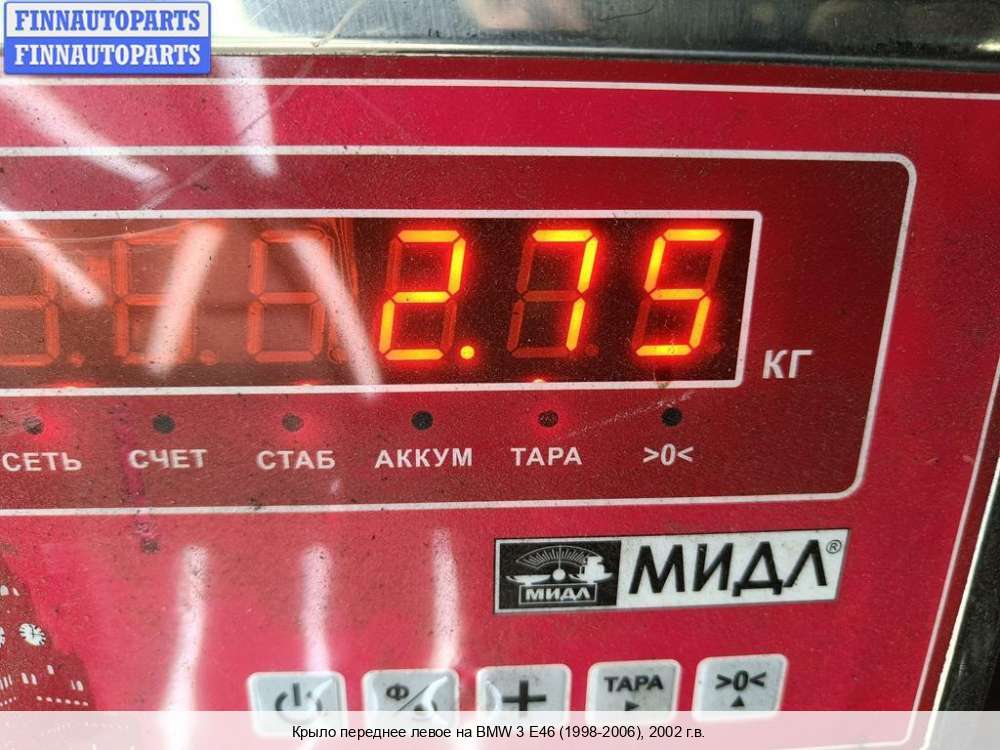 FINNAUTOPARTS
FINNAUTOPARTS
2.75
КГ
СЕТЬ СЧЕТ СТАБ АККУМ ТАРА >0<
МИДЛ МИДЛ®
Ф ТАРА >0<
Крыло переднее левое на BMW 3 E46 (1998-2006), 2002 г.в.